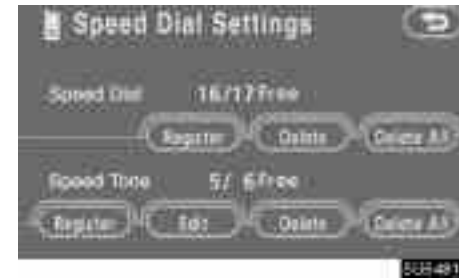 Speed Dial Settings
Speed Dial 16/17Free
Register Delete Delete All
Speed Tone 5/ 6Free
Register Edit Delete Delete All